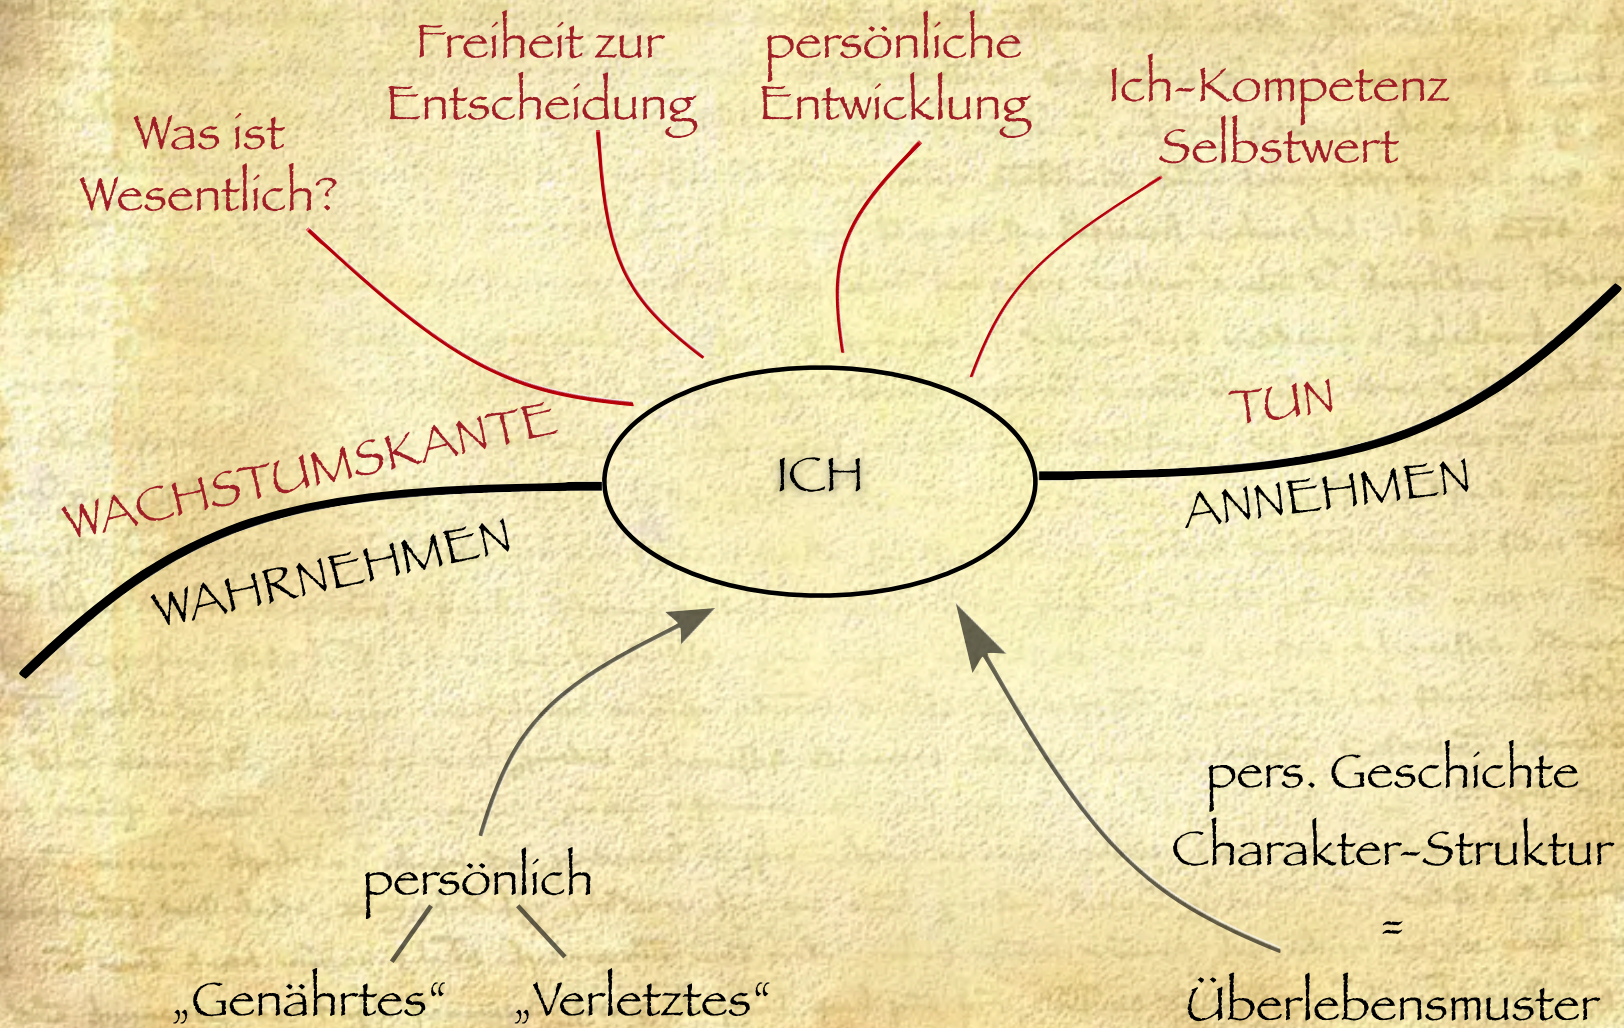 Was ist
Wesentlich?
Freiheit zur
Entscheidung
persönliche
Entwicklung
Ich-Kompetenz
Selbstwert
WACHSTUMSKANTE
WAHRNEHMEN
ICH
TUN
ANNEHMEN
persönlich
„Genährtes“
„Verletztes“
pers. Geschichte
Charakter-Struktur
=
Überlebensmuster